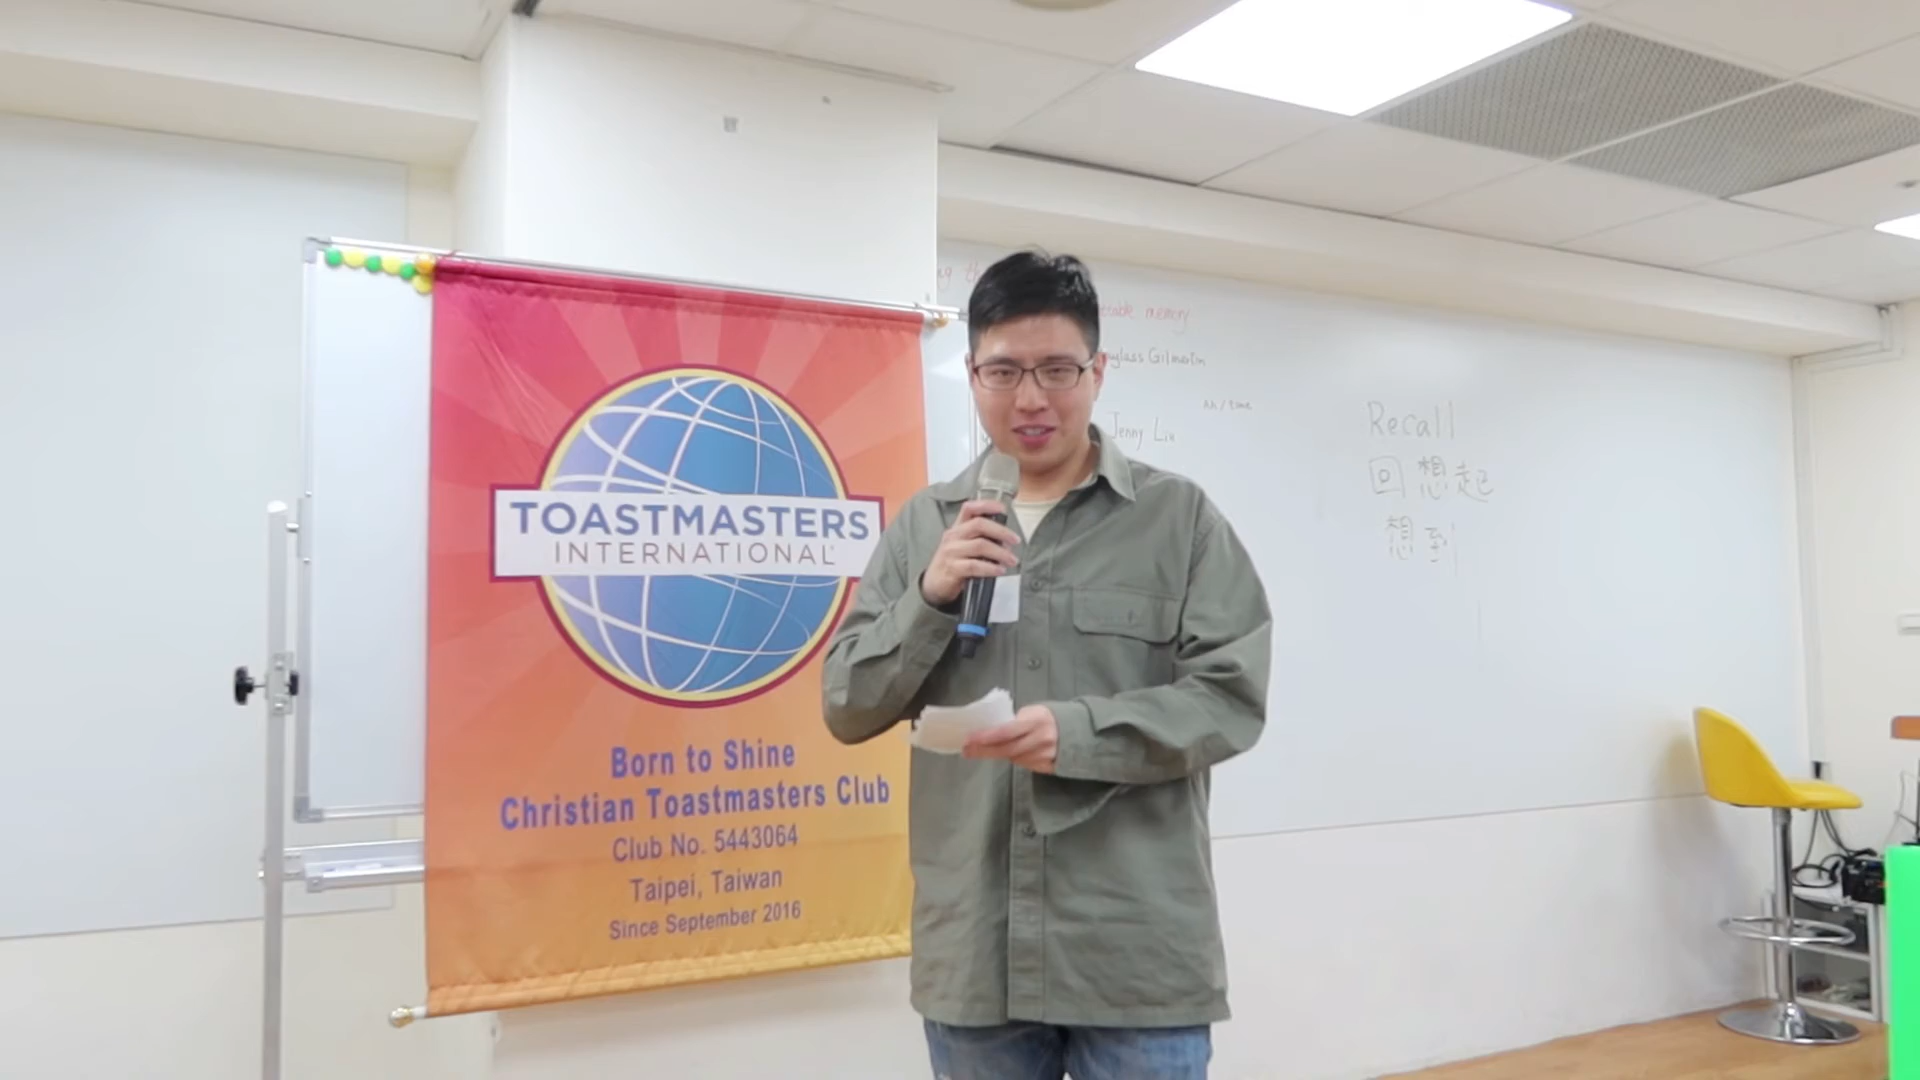 TOASTMASTERS
INTERNATIONAL
Born to Shine
Christian Toastmasters Club
Club No. 5443064
Taipei, Taiwan
Since September 2016
memory
Gilmartin
Ah / time
Jenny Liu
Recall
回想起
想到